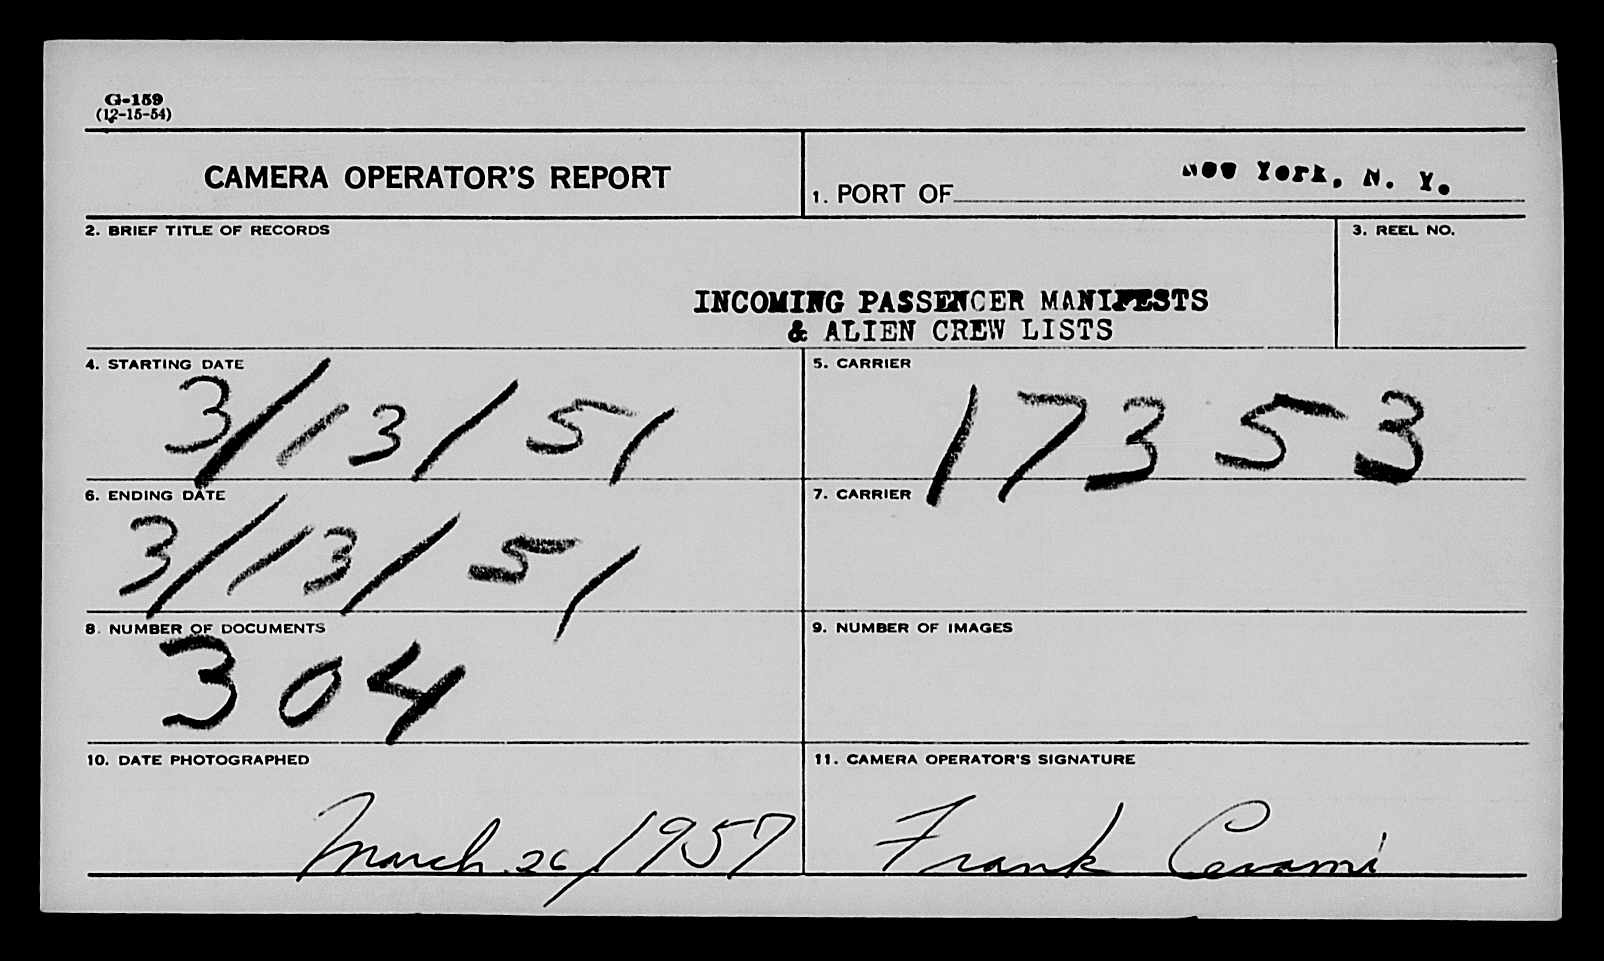 G-159
(12-15-54)
CAMERA OPERATOR'S REPORT
1. PORT OF New York, N. Y.
2. BRIEF TITLE OF RECORDS
3. REEL NO.
INCOMING PASSENGER MANIFESTS
& ALIEN CREW LISTS
4. STARTING DATE
3/13/51
5. CARRIER
17353
6. ENDING DATE
3/13/51
7. CARRIER
8. NUMBER OF DOCUMENTS
304
9. NUMBER OF IMAGES
10. DATE PHOTOGRAPHED
March 26/1957
11. CAMERA OPERATOR'S SIGNATURE
Frank